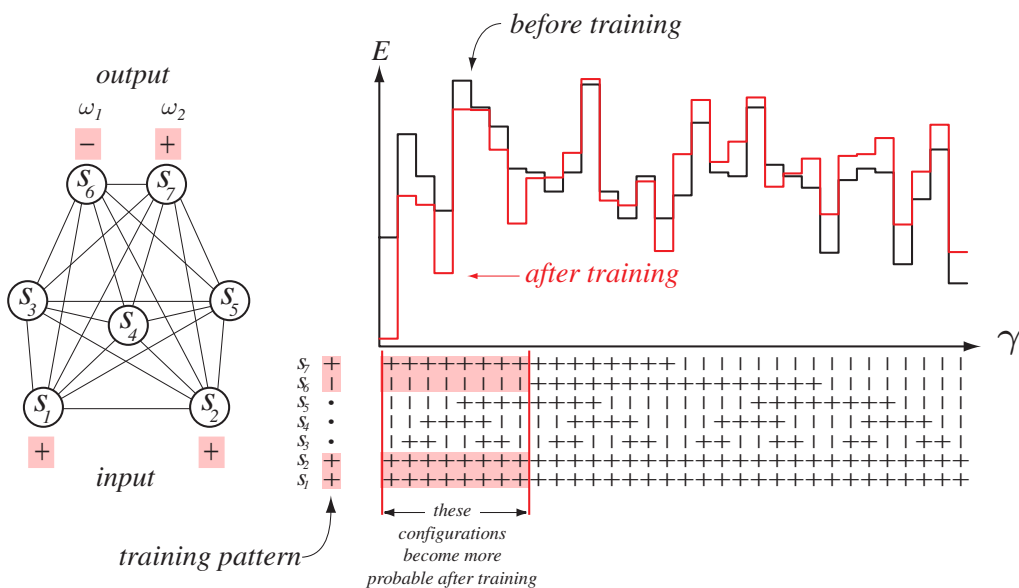 before training
E
output
ω1 ω2
− +
S6 S7
S3 S5
S4
after training
γ
S1 S2
+ +
input
s7 + ++++++++++++++++||||||||||||||||
s6 | ||||||||++++++++++++++++||||||||
s5 • ||||++++++++||||||||++++++++||||
s4 • ||++++||||++++||||++++||||++++||
s3 • |++||++||++||++||++||++||++||++|
s2 + ++++++++++++++++++++++++++++++++
s1 + ++++++++++++++++++++++++++++++++
training pattern
these
configurations
become more
probable after training